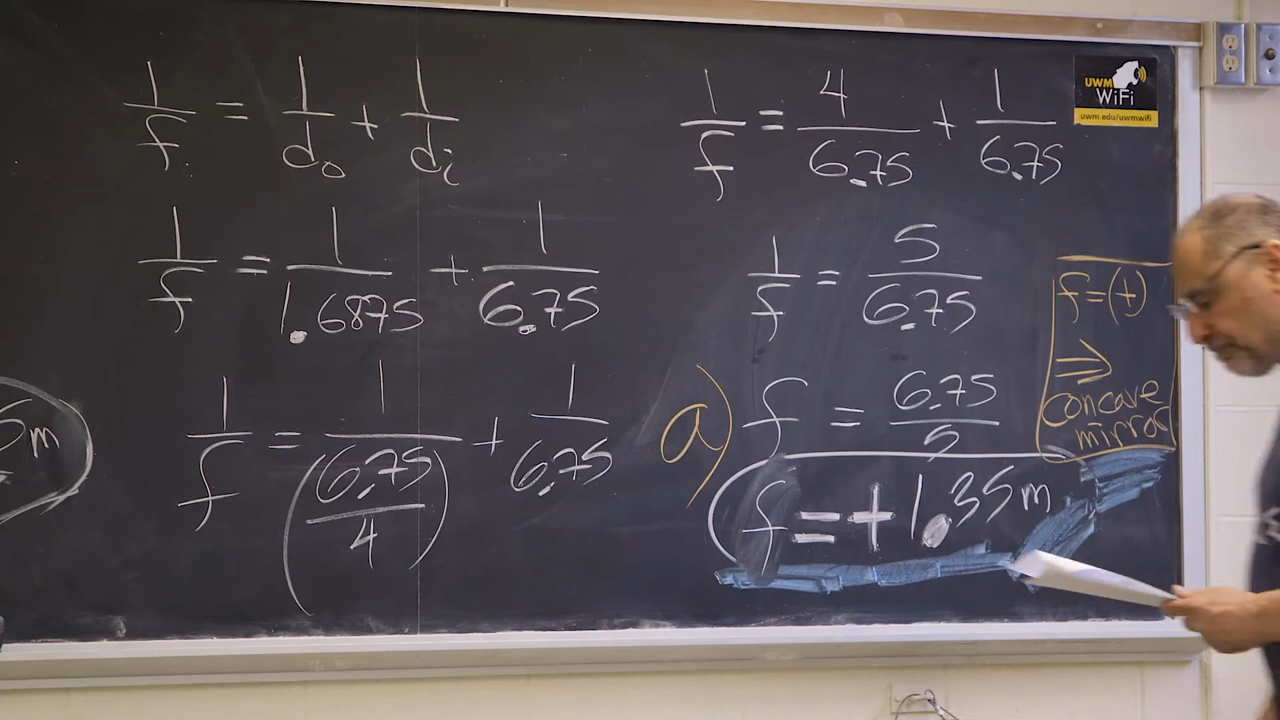 1/f = 1/do + 1/di
1/f = 1/1.6875 + 1/6.75
1/f = 1/(6.75/4) + 1/6.75
m
1/f = 4/6.75 + 1/6.75
1/f = 5/6.75
a) f = 6.75/5
f = +1.35m
f = (+)
⇒
concave
mirror
UWM
WiFi
uwm.edu/uwmwifi